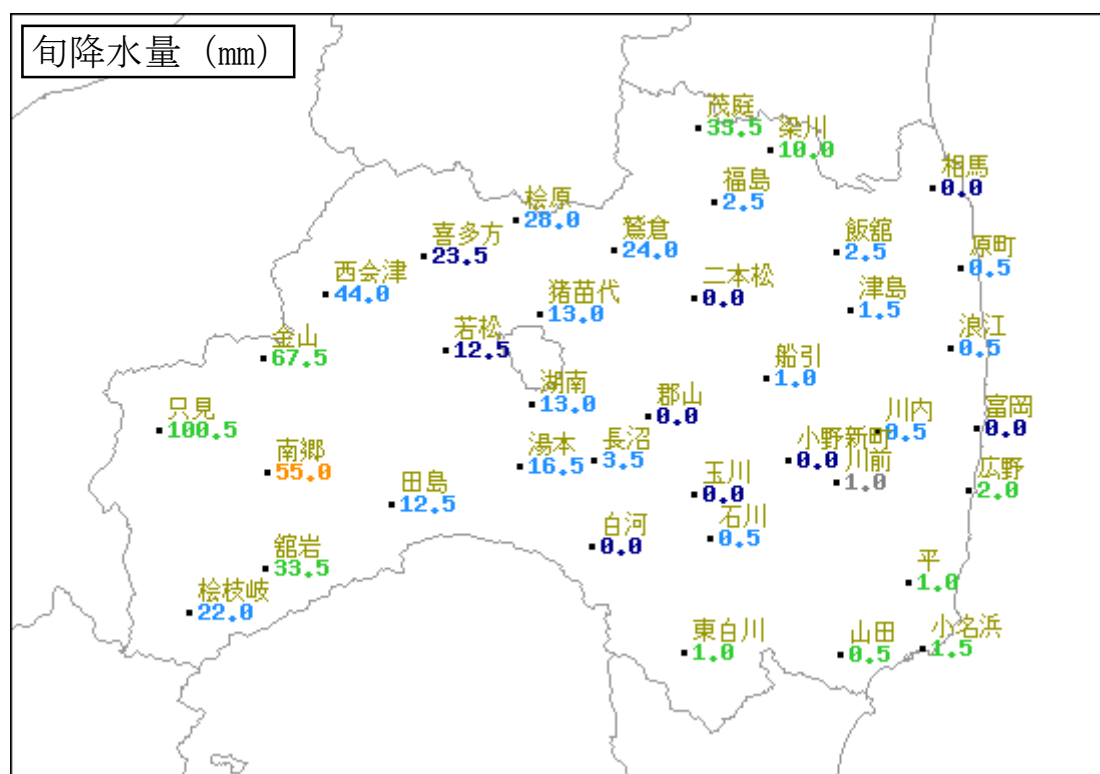 旬降水量 (mm)
茂庭
33.5
梁川
10.0
相馬
0.0
福島
2.5
桧原
28.0
鷲倉
24.0
喜多方
23.5
飯舘
2.5
原町
0.5
西会津
44.0
二本松
0.0
津島
1.5
猪苗代
13.0
若松
12.5
浪江
0.5
金山
67.5
船引
1.0
湖南
13.0
郡山
0.0
只見
100.5
川内
0.5
富岡
0.0
南郷
55.0
湯本
16.5
長沼
3.5
小野新町
0.0
川前
1.0
広野
2.0
田島
12.5
玉川
0.0
石川
0.5
白河
0.0
舘岩
33.5
平
1.0
桧枝岐
22.0
東白川
1.0
山田
0.5
小名浜
1.5